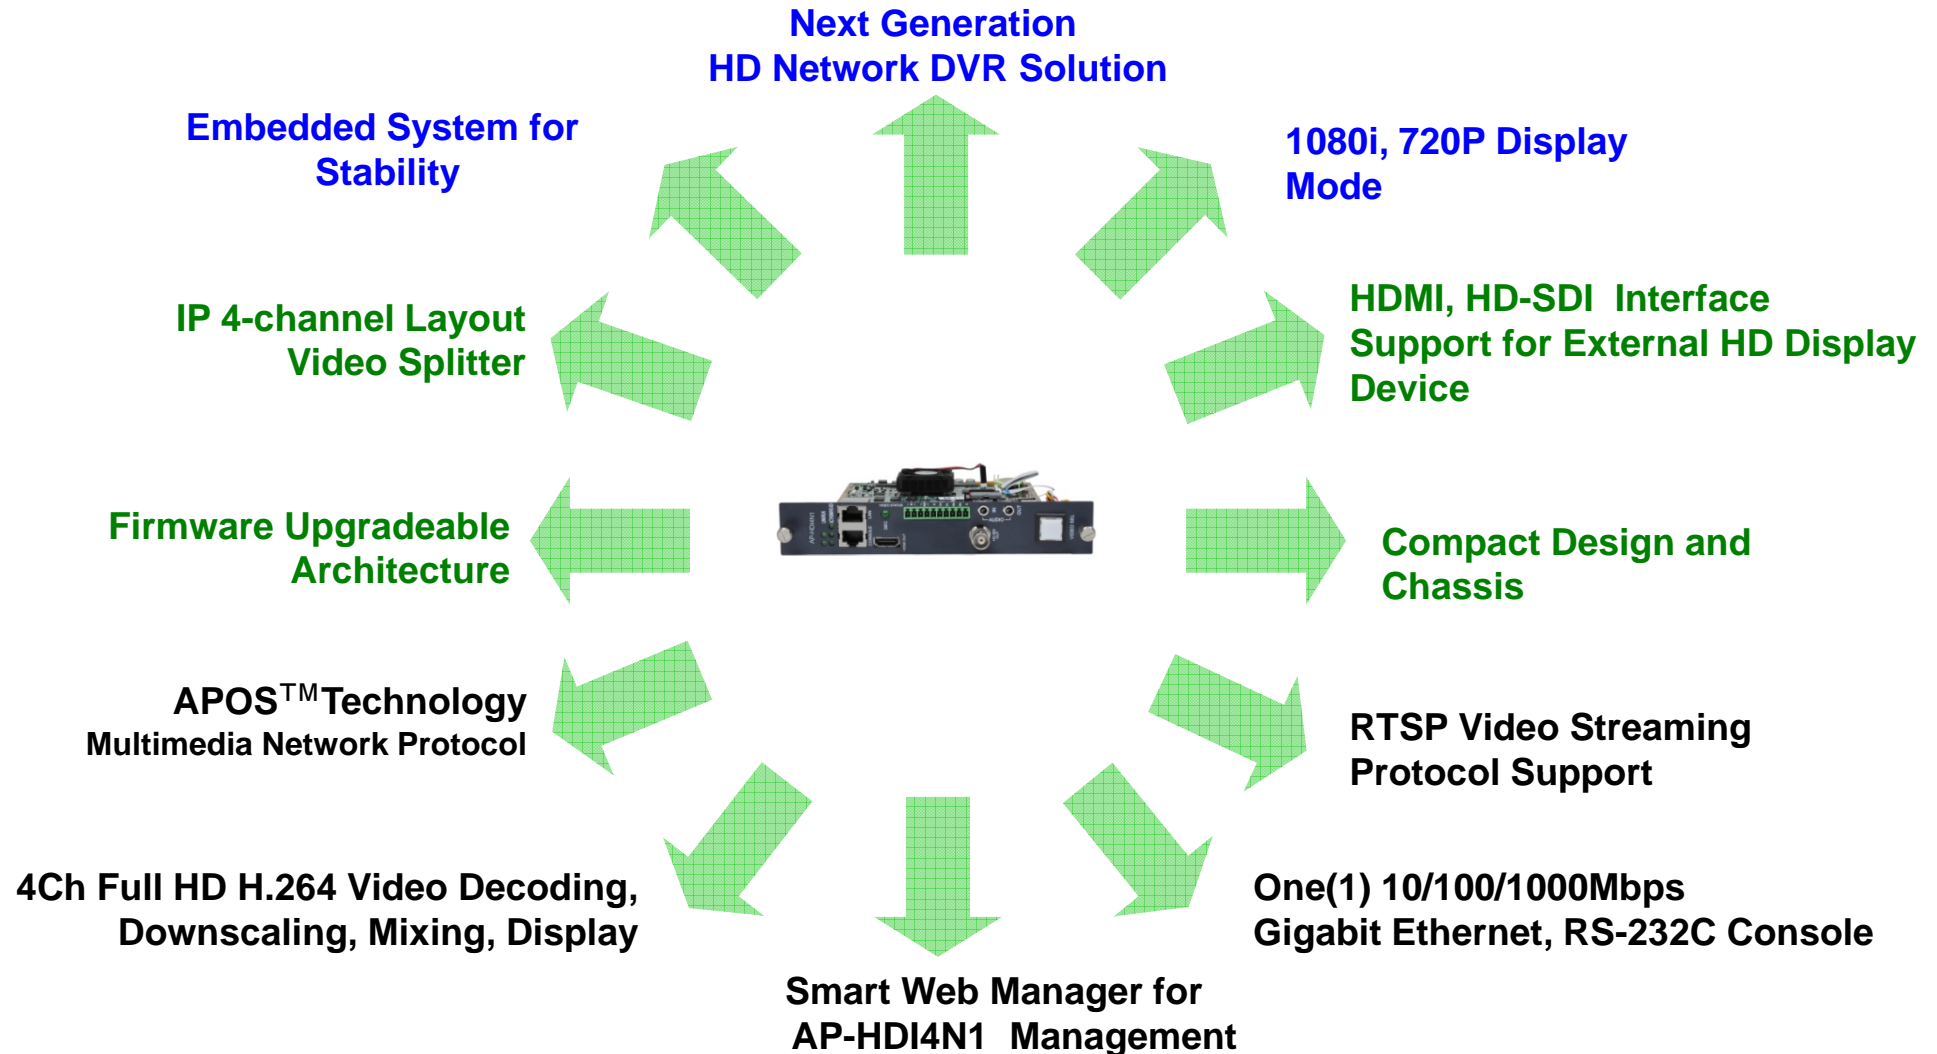 Next Generation
HD Network DVR Solution
Embedded System for
Stability
1080i, 720P Display
Mode
IP 4-channel Layout
Video Splitter
HDMI, HD-SDI  Interface
Support for External HD Display
Device
Firmware Upgradeable
Architecture
AUDIO
IN
OUT
Compact Design and
Chassis
APOS™Technology
Multimedia Network Protocol
RTSP Video Streaming
Protocol Support
4Ch Full HD H.264 Video Decoding,
Downscaling, Mixing, Display
One(1) 10/100/1000Mbps
Gigabit Ethernet, RS-232C Console
Smart Web Manager for
AP-HDI4N1  Management